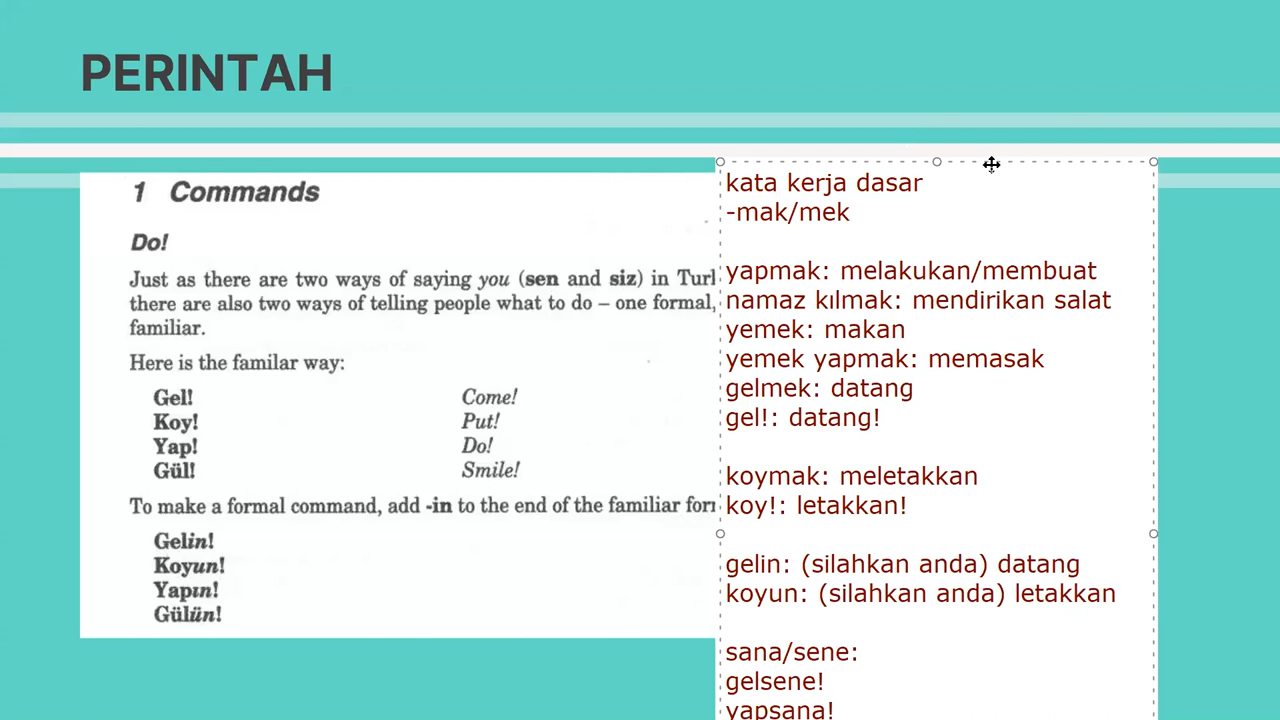 PERINTAH
1 Commands
Do!
Just as there are two ways of saying you (sen and siz) in
there are also two ways of telling people what to do – one formal,
familiar.
Here is the familar way:
Gel! Come!
Koy! Put!
Yap! Do!
Gül! Smile!
To make a formal command, add -in to the end of the familiar
Gelin!
Koyun!
Yapın!
Gülün!
kata kerja dasar
-mak/mek
yapmak: melakukan/membuat
namaz kılmak: mendirikan salat
yemek: makan
yemek yapmak: memasak
gelmek: datang
gel!: datang!
koymak: meletakkan
koy!: letakkan!
gelin: (silahkan anda) datang
koyun: (silahkan anda) letakkan
sana/sene:
gelsene!
yapsana!